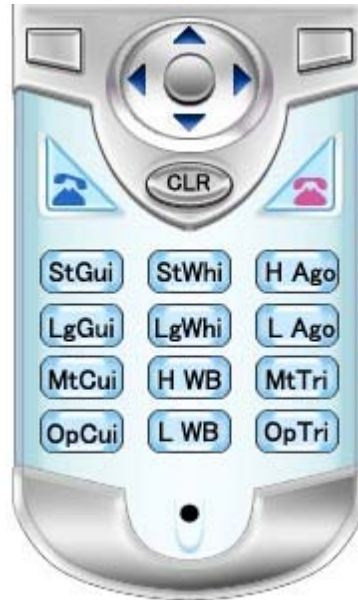 CLR
StGui StWhi H Ago
LgGui LgWhi L Ago
MtCui H WB MtTri
OpCui L WB OpTri